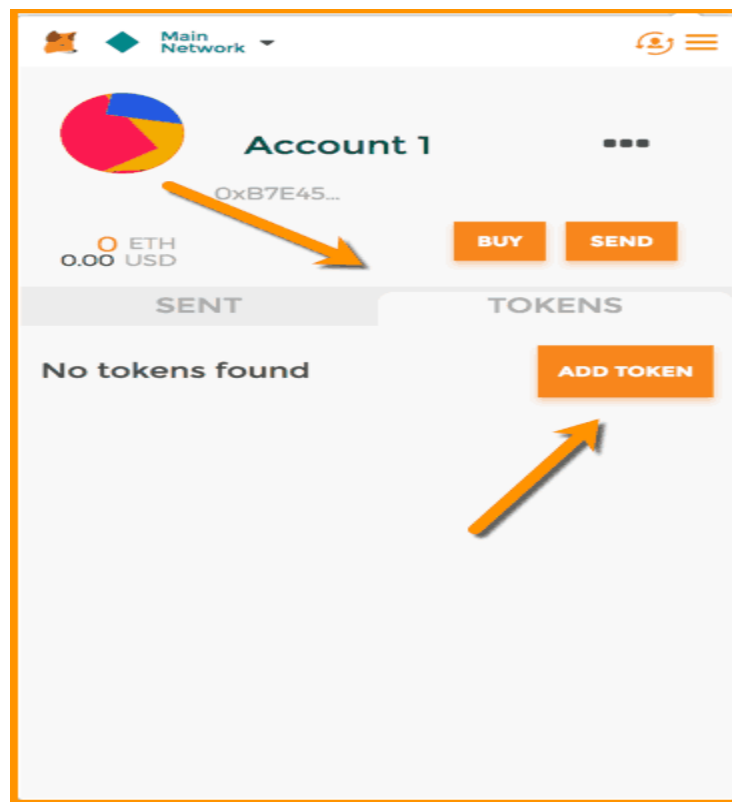 Main
Network
Account 1
0xB7E45...
0 ETH
0.00 USD
BUY
SEND
SENT
TOKENS
No tokens found
ADD TOKEN